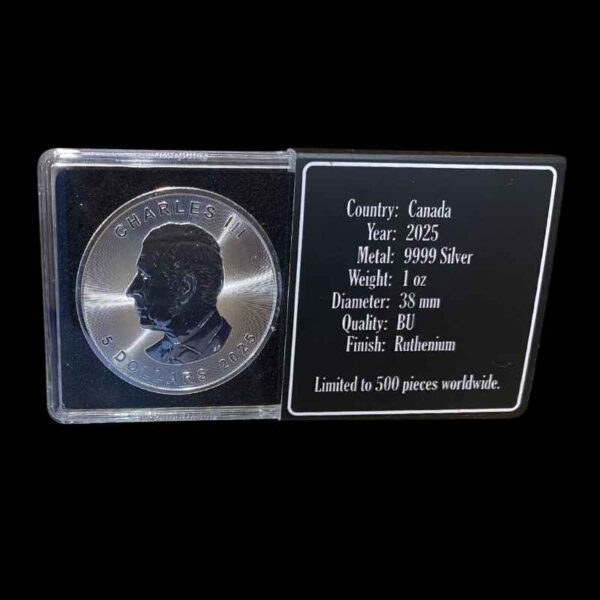 CHARLES III
5 DOLLARS 2025
Country: Canada
Year: 2025
Metal: 9999 Silver
Weight: 1 oz
Diameter: 38 mm
Quality: BU
Finish: Ruthenium
Limited to 500 pieces worldwide.